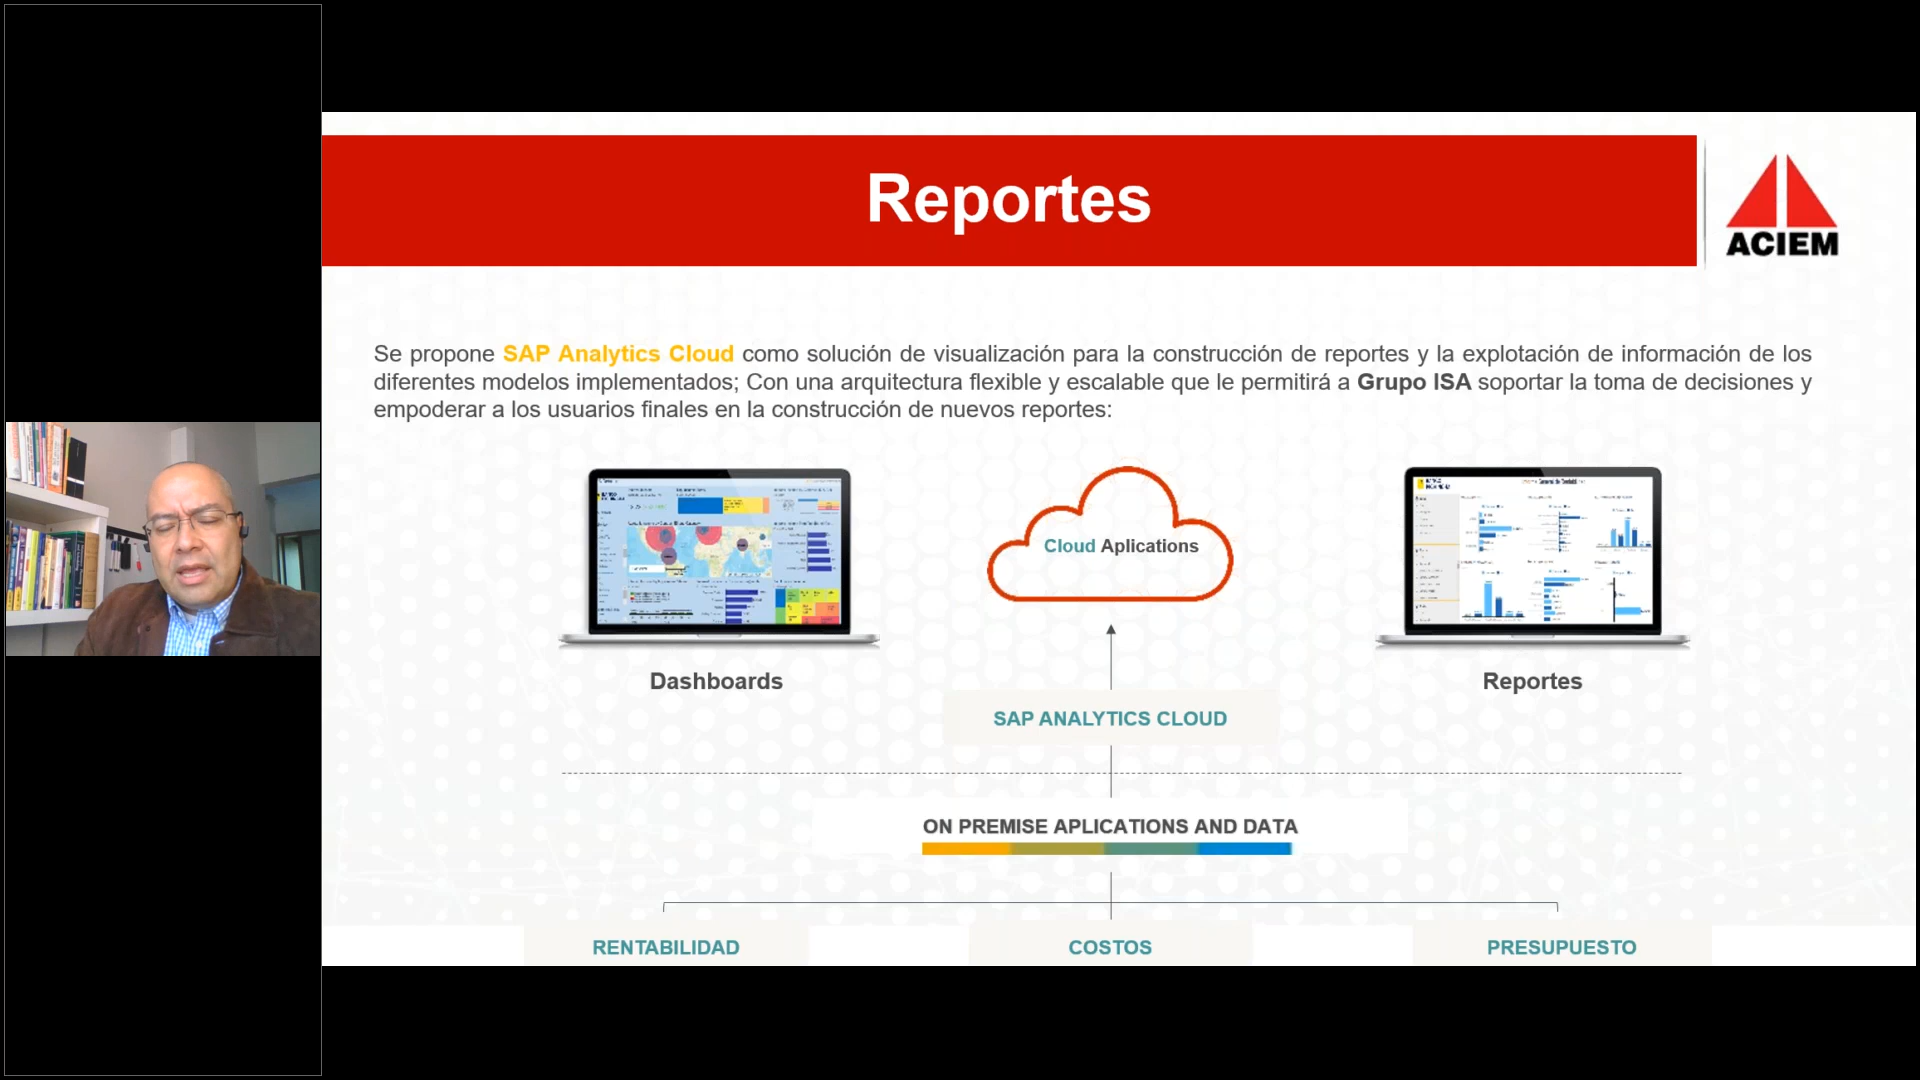 Reportes
ACIEM
Se propone SAP Analytics Cloud como solución de visualización para la construcción de reportes y la explotación de información de los
diferentes modelos implementados; Con una arquitectura flexible y escalable que le permitirá a Grupo ISA soportar la toma de decisiones y
empoderar a los usuarios finales en la construcción de nuevos reportes:
Cloud Aplications
Dashboards
Reportes
SAP ANALYTICS CLOUD
ON PREMISE APLICATIONS AND DATA
RENTABILIDAD
COSTOS
PRESUPUESTO